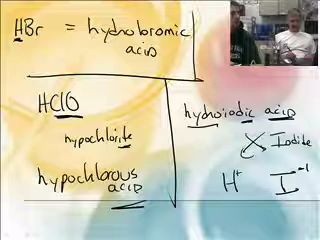 HBr = hydrobromic
acid
HClO
hypochlorite
hypochlorous
acid
hydroiodic acid
Iodide
H+ I-1